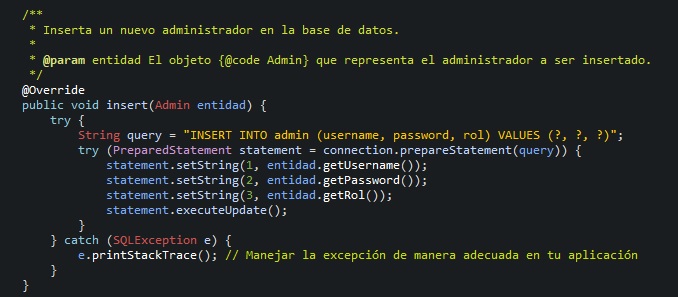 /**
 * Inserta un nuevo administrador en la base de datos.
 *
 * @param entidad El objeto {@code Admin} que representa el administrador a ser insertado.
 */
@Override
public void insert(Admin entidad) {
    try {
        String query = "INSERT INTO admin (username, password, rol) VALUES (?, ?, ?)";
        try (PreparedStatement statement = connection.prepareStatement(query)) {
            statement.setString(1, entidad.getUsername());
            statement.setString(2, entidad.getPassword());
            statement.setString(3, entidad.getRol());
            statement.executeUpdate();
        }
    } catch (SQLException e) {
        e.printStackTrace(); // Manejar la excepción de manera adecuada en tu aplicación
    }
}